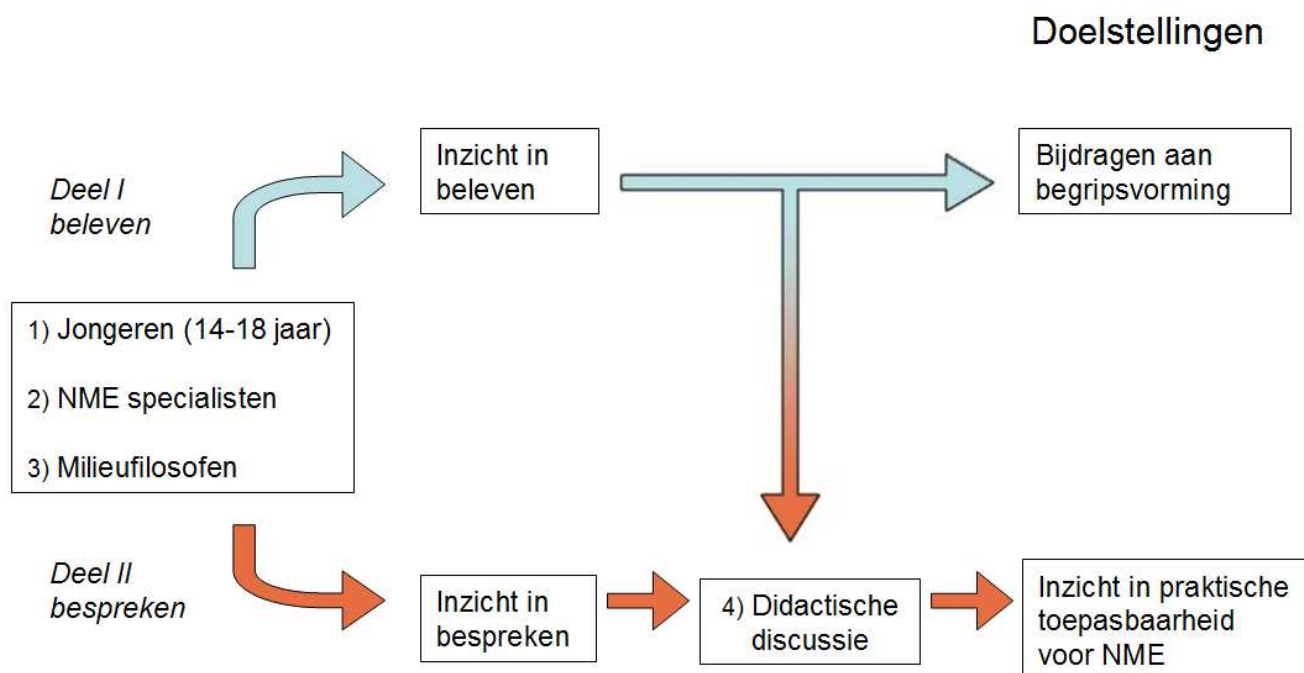 Doelstellingen
Deel I
beleven
Inzicht in
beleven
Bijdragen aan
begripsvorming
1) Jongeren (14-18 jaar)
2) NME specialisten
3) Milieufilosofen
Deel II
bespreken
Inzicht in
bespreken
4) Didactische
discussie
Inzicht in praktische
toepasbaarheid
voor NME